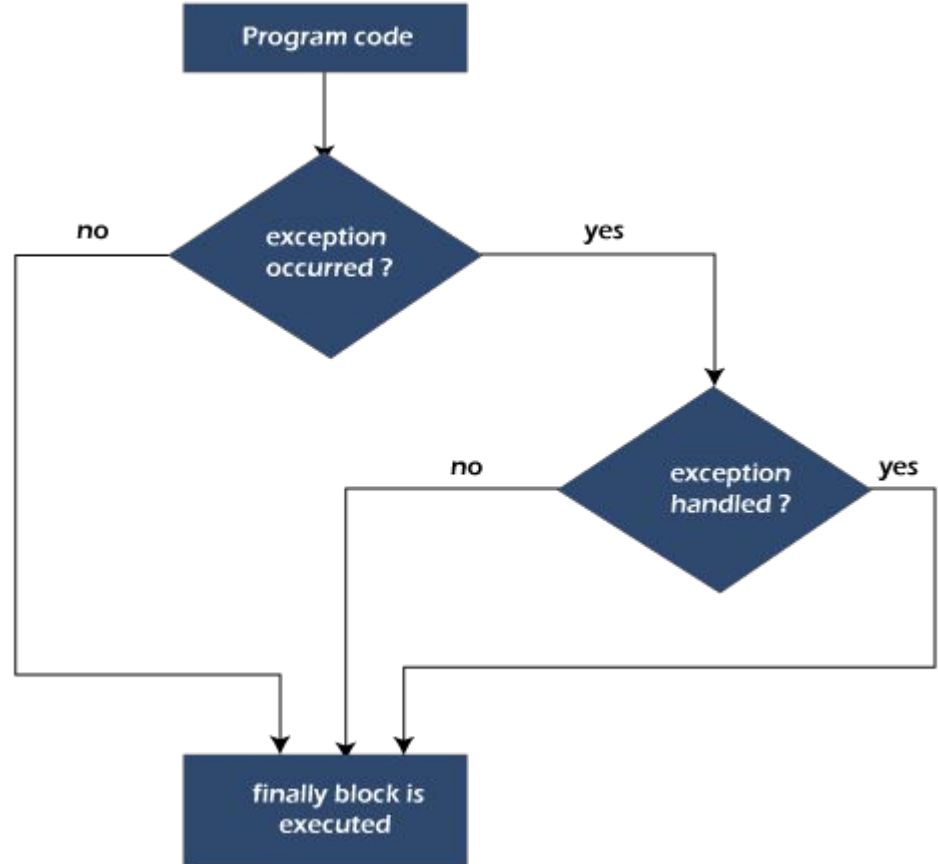 Program code
no
exception
occurred ?
yes
no
exception
handled ?
yes
finally block is
executed